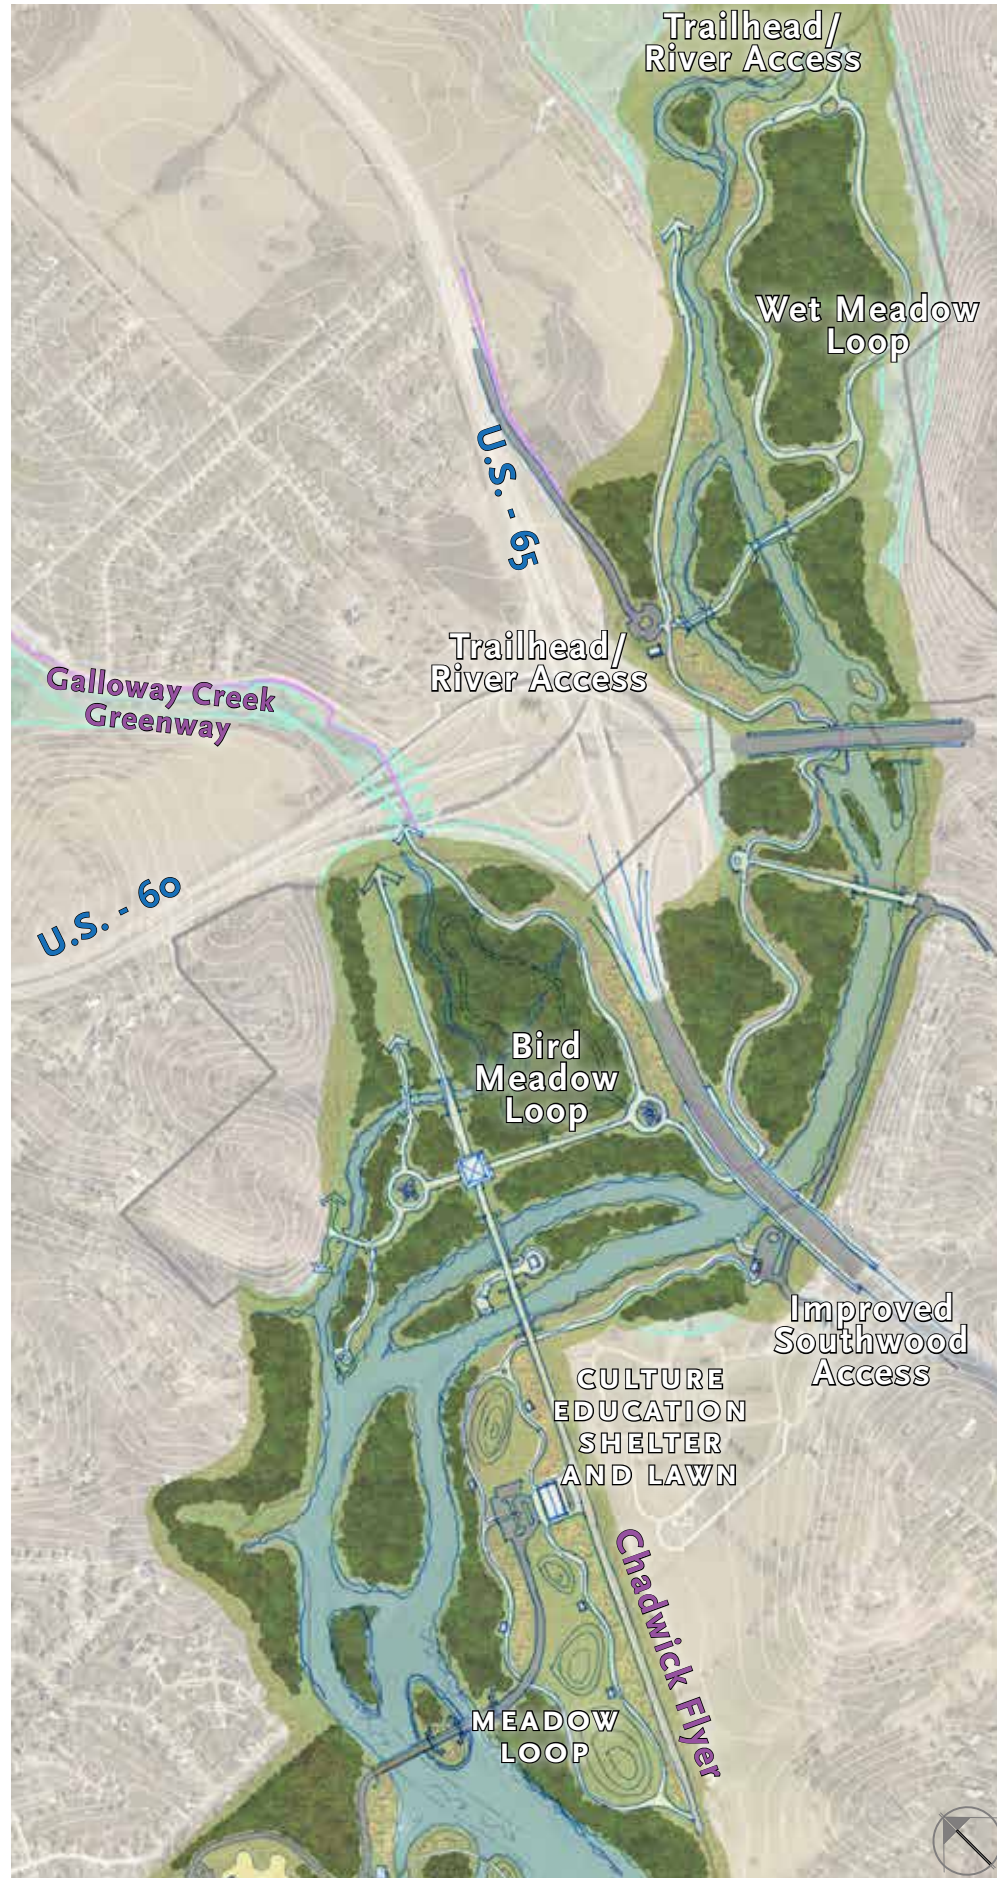 Trailhead/
River Access
Wet Meadow
Loop
U.S. - 65
Trailhead/
River Access
Galloway Creek
Greenway
U.S. - 60
Bird
Meadow
Loop
Improved
Southwood
Access
CULTURE
EDUCATION
SHELTER
AND LAWN
Chadwick Flyer
MEADOW
LOOP